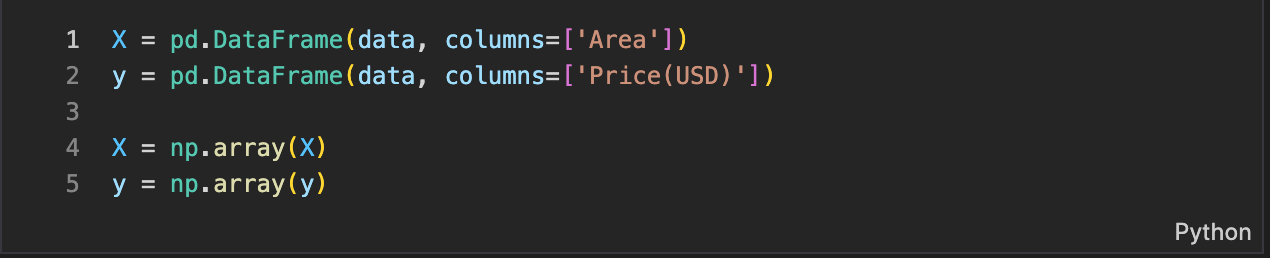 1 X = pd.DataFrame(data, columns=['Area'])
2 y = pd.DataFrame(data, columns=['Price(USD)'])
3
4 X = np.array(X)
5 y = np.array(y)
Python